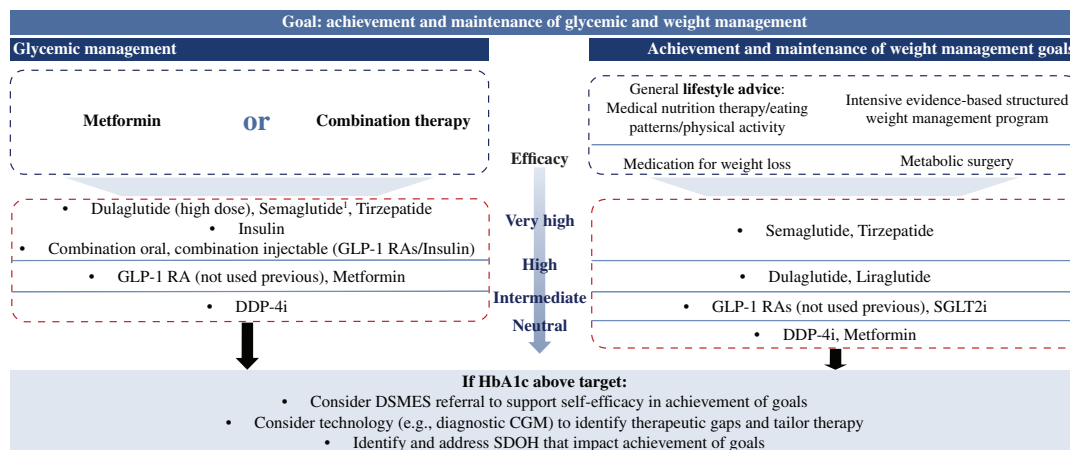 Goal: achievement and maintenance of glycemic and weight management
Glycemic management
Metformin or Combination therapy
• Dulaglutide (high dose), Semaglutide¹, Tirzepatide
• Insulin
• Combination oral, combination injectable (GLP-1 RAs/Insulin)
• GLP-1 RA (not used previous), Metformin
• DDP-4i
Efficacy
Very high
High
Intermediate
Neutral
Achievement and maintenance of weight management goals
General lifestyle advice:
Medical nutrition therapy/eating
patterns/physical activity
Intensive evidence-based structured
weight management program
Medication for weight loss
Metabolic surgery
• Semaglutide, Tirzepatide
• Dulaglutide, Liraglutide
• GLP-1 RAs (not used previous), SGLT2i
• DDP-4i, Metformin
If HbA1c above target:
• Consider DSMES referral to support self-efficacy in achievement of goals
• Consider technology (e.g., diagnostic CGM) to identify therapeutic gaps and tailor therapy
• Identify and address SDOH that impact achievement of goals